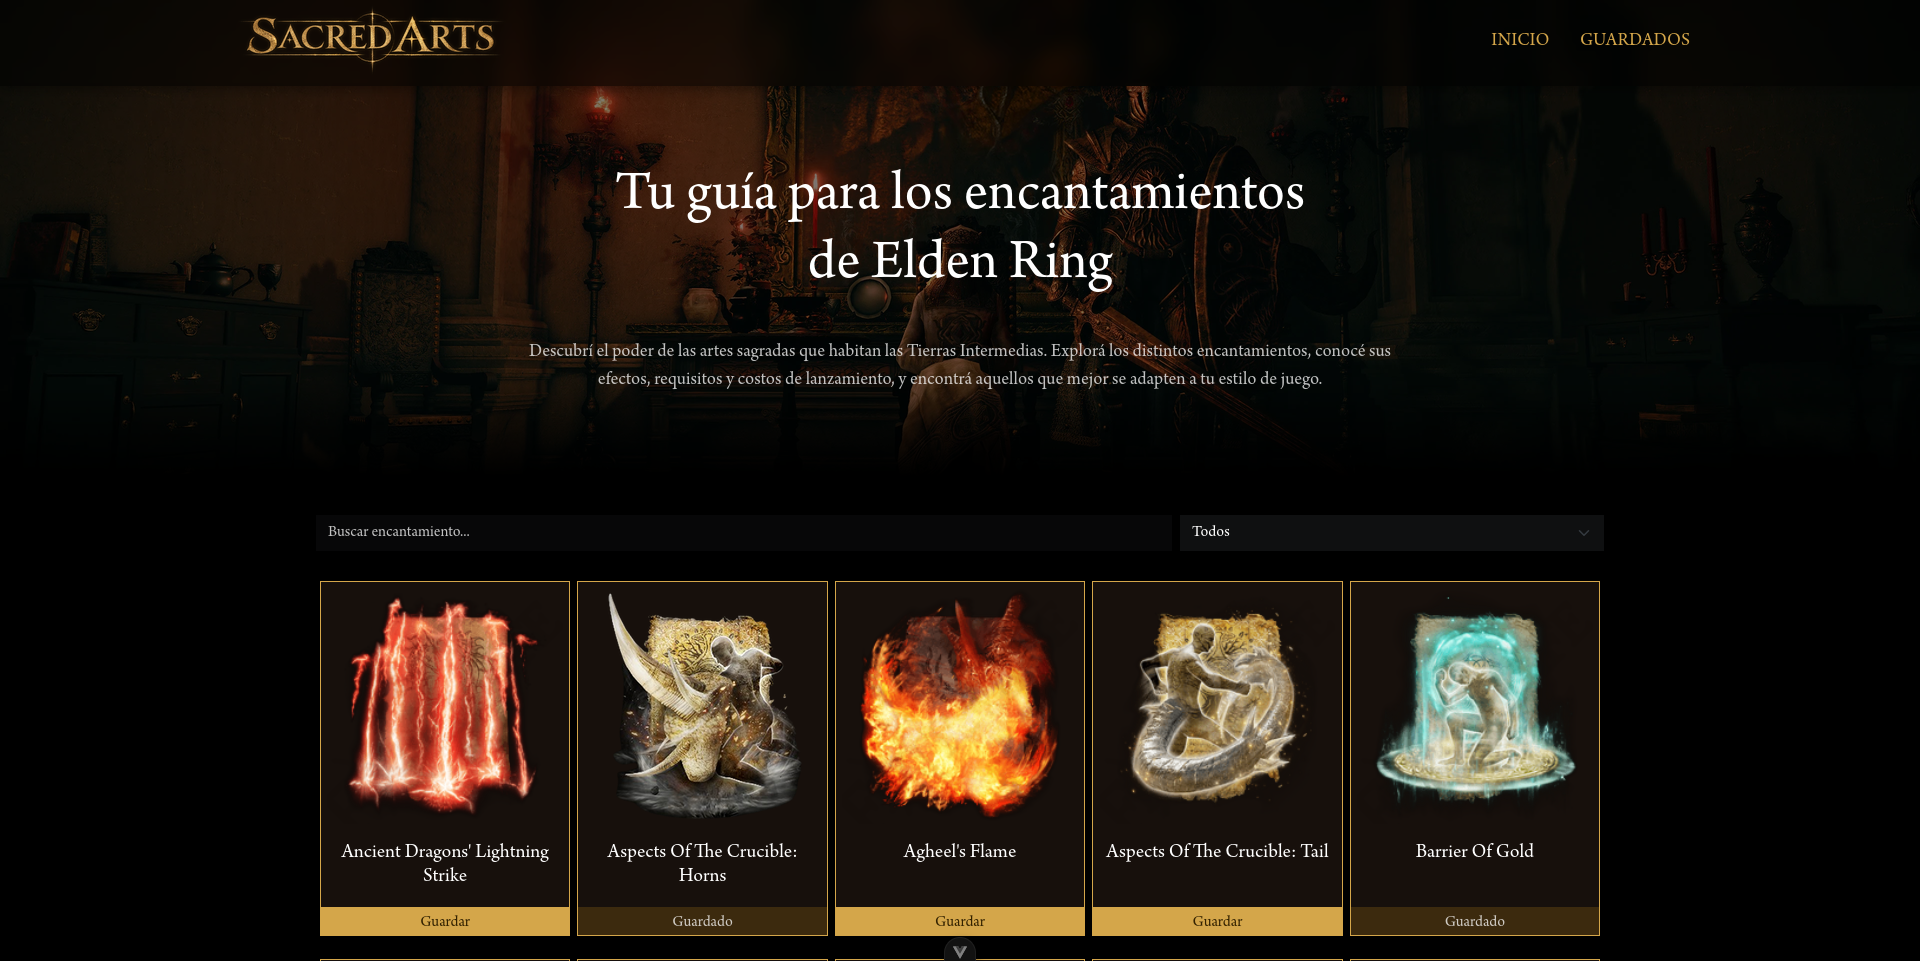 SACRED ARTS
INICIO
GUARDADOS
Tu guía para los encantamientos
de Elden Ring
Descubrí el poder de las artes sagradas que habitan las Tierras Intermedias. Explorá los distintos encantamientos, conocé sus
efectos, requisitos y costos de lanzamiento, y encontrá aquellos que mejor se adapten a tu estilo de juego.
Buscar encantamiento...
Todos
Ancient Dragons' Lightning
Strike
Guardar
Aspects Of The Crucible:
Horns
Guardado
Agheel's Flame
Guardar
Aspects Of The Crucible: Tail
Guardar
Barrier Of Gold
Guardado